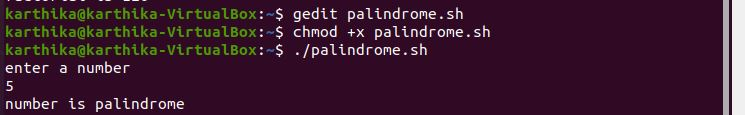 karthika@karthika-VirtualBox:~$ gedit palindrome.sh
karthika@karthika-VirtualBox:~$ chmod +x palindrome.sh
karthika@karthika-VirtualBox:~$ ./palindrome.sh
enter a number
5
number is palindrome